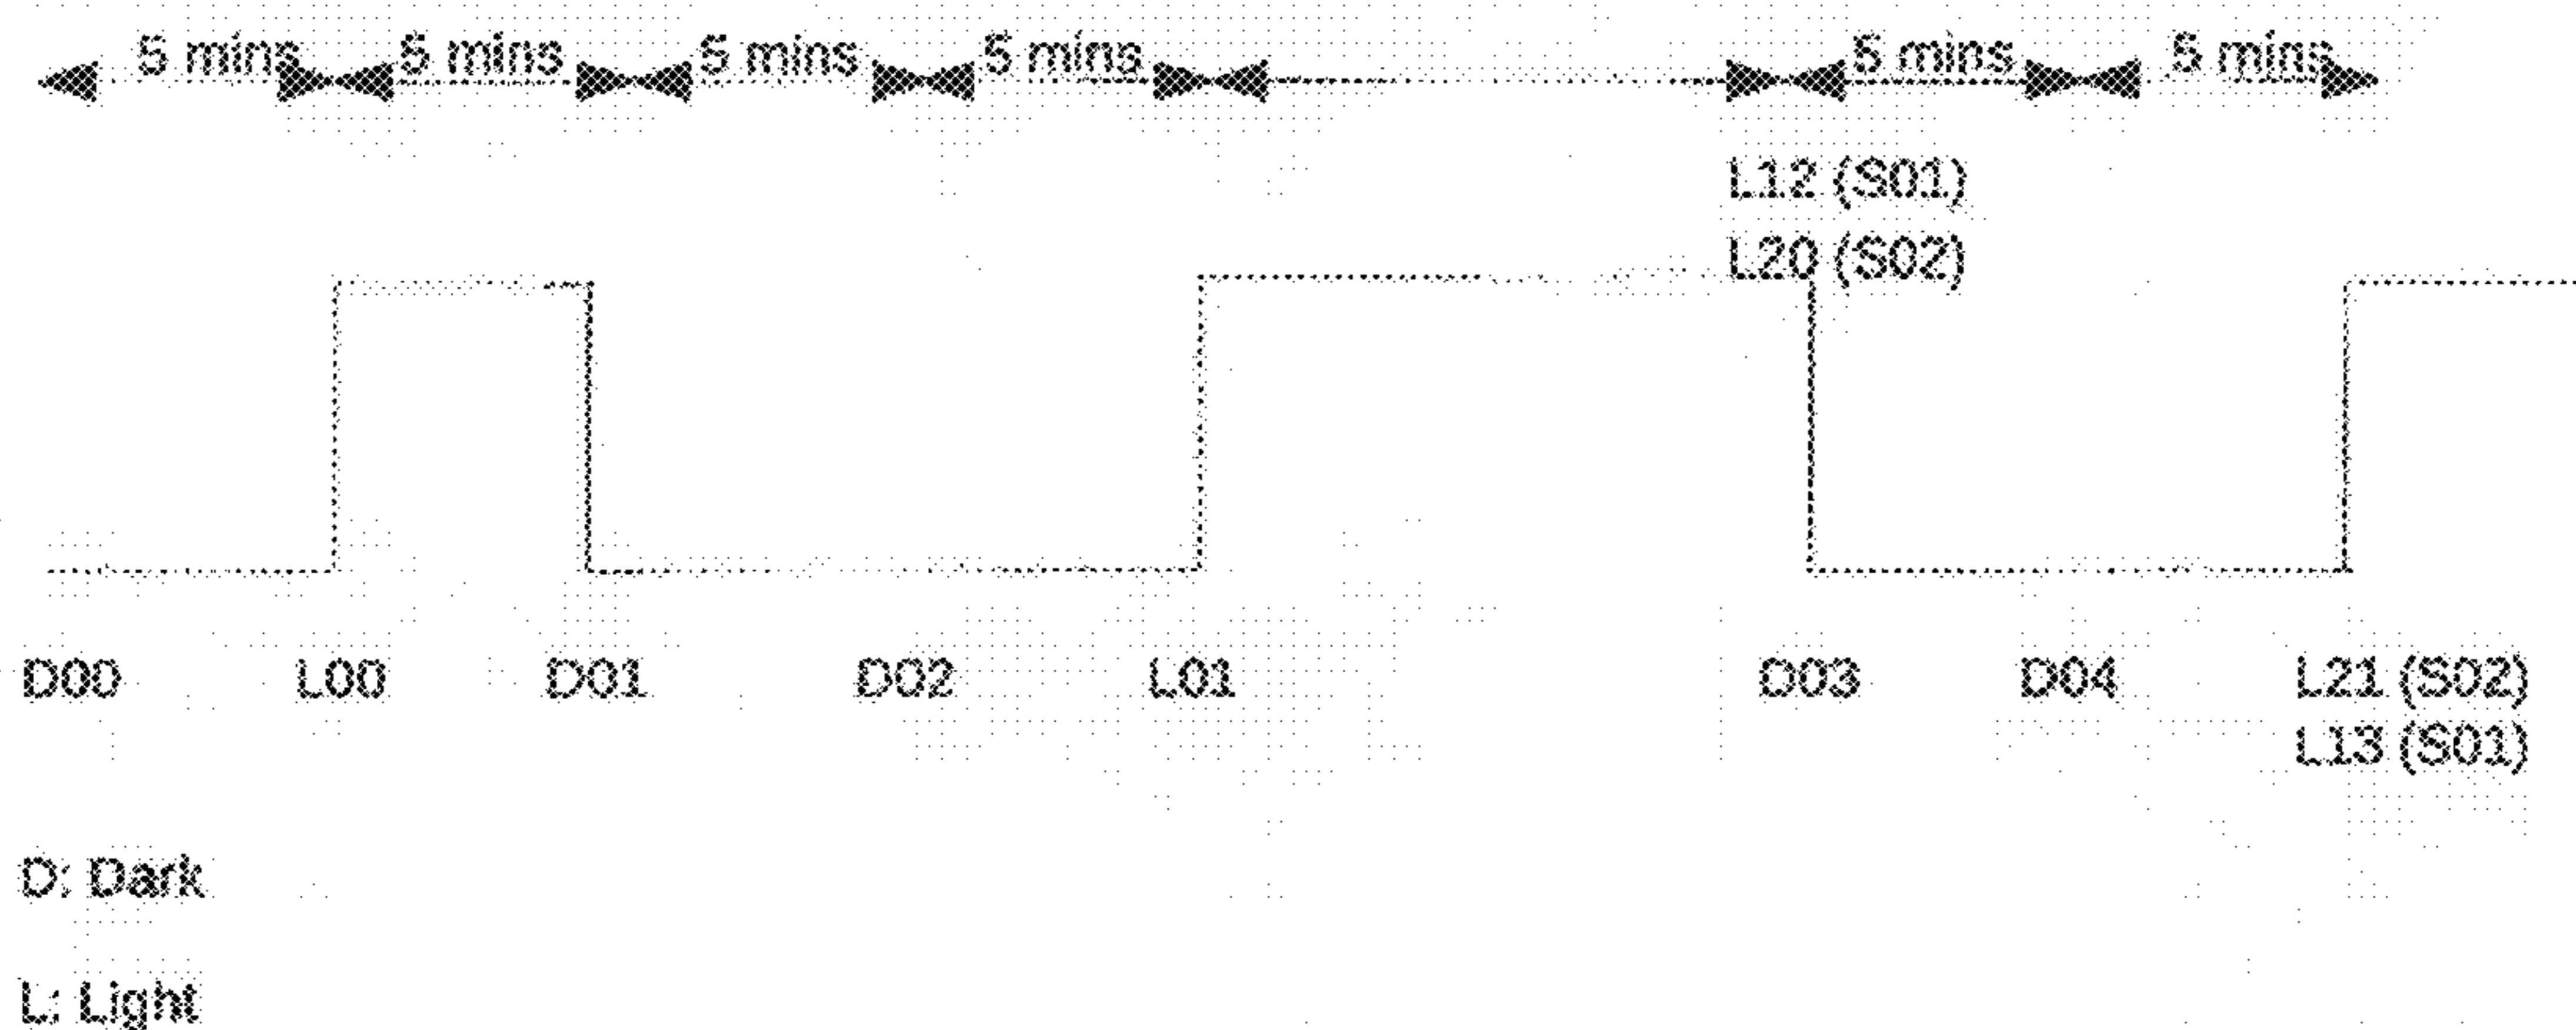 5 mins 5 mins 5 mins 5 mins 5 mins 5 mins
L12 (S01)
L20 (S02)
D00 L00 D01 D02 L01 D03 D04 L21 (S02)
L13 (S01)
D: Dark
L: Light